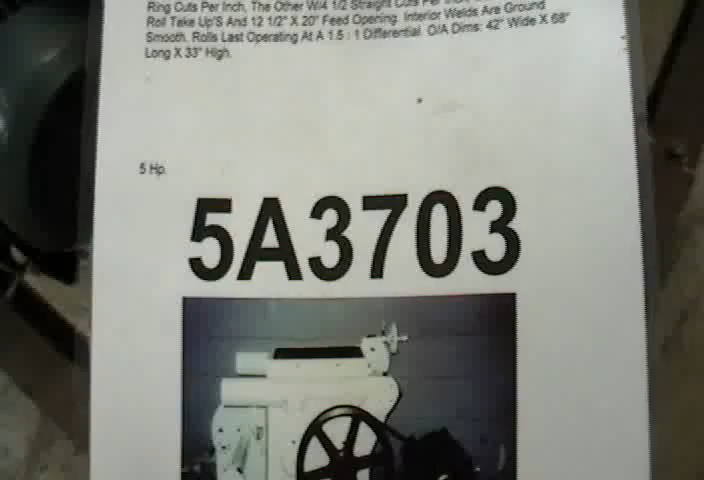 Ring Cuts Per Inch, The Other W/4 1/2 Straight Cuts Per
Roll Take Up'S And 12 1/2" X 20" Feed Opening. Interior Welds Are Ground
Smooth. Rolls Last Operating At A 1.5 : 1 Differential. O/A Dims: 42" Wide X 68"
Long X 33" High.
5 Hp.
5A3703